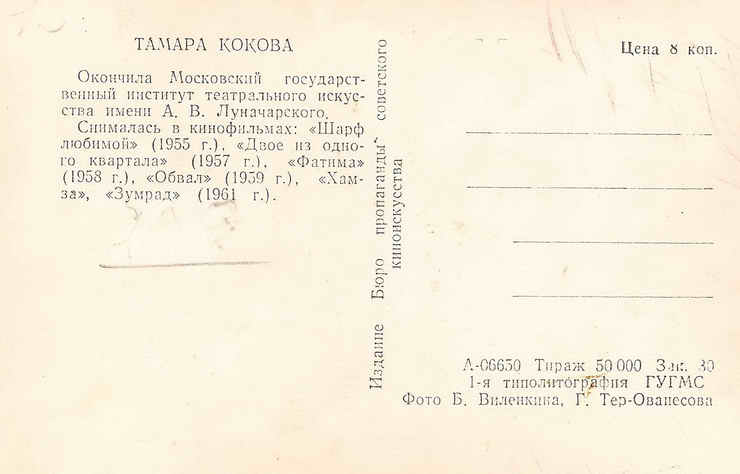 ТАМАРА КОКОВА
Окончила Московский государст-
венный институт театрального искус-
ства имени А. В. Луначарского.
Снималась в кинофильмах: «Шарф
любимой» (1955 г.), «Двое из одно-
го квартала» (1957 г.), «Фатима»
(1958 г.), «Обвал» (1959 г.), «Хам-
за», «Зумрад» (1961 г.).
Издание Бюро пропаганды советского
киноискусства
Цена 8 коп.
А-06650 Тираж 50 000 Зак. 30
1-я типолитография ГУГМС
Фото Б. Виленкина, Г. Тер-Ованесова